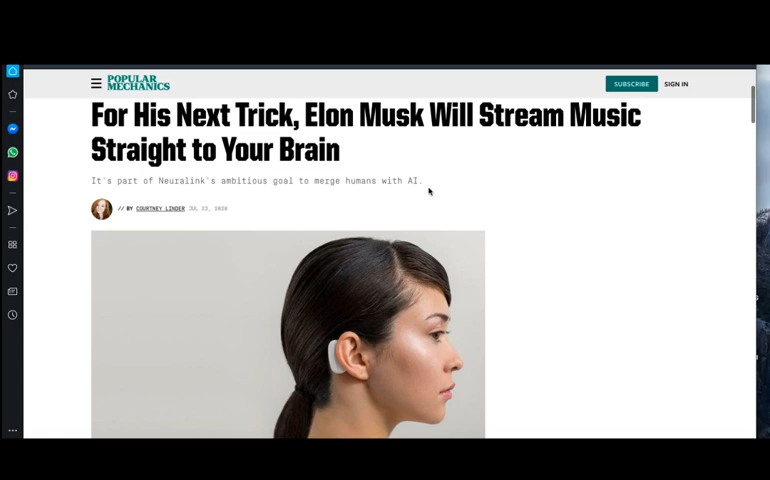 POPULAR
MECHANICS
SUBSCRIBE
SIGN IN
For His Next Trick, Elon Musk Will Stream Music
Straight to Your Brain
It's part of Neuralink's ambitious goal to merge humans with AI.
// BY COURTNEY LINDER JUL 23, 2020